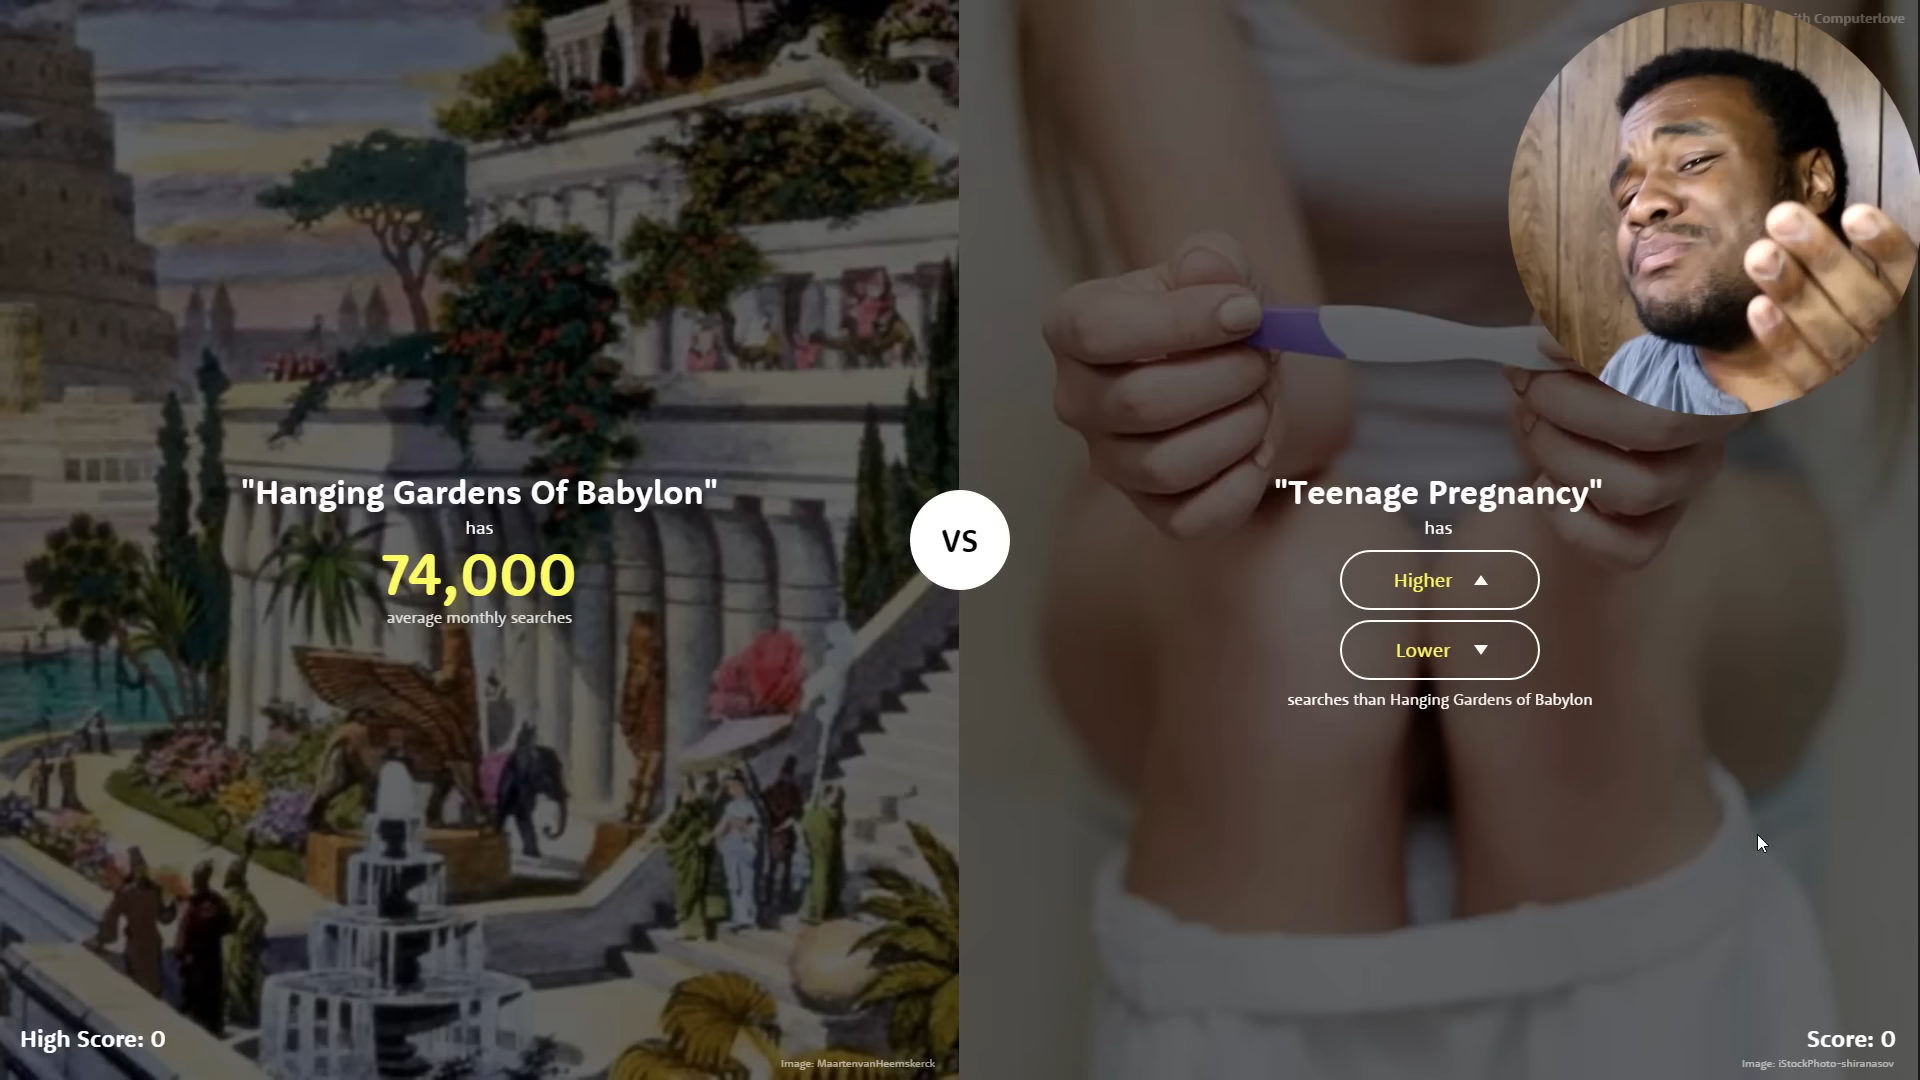 "Hanging Gardens Of Babylon"
has
74,000
average monthly searches
High Score: 0
Image: MaartenvanHeemskerck
VS
Computerlove
"Teenage Pregnancy"
has
Higher
Lower
searches than Hanging Gardens of Babylon
Score: 0
Image: iStockPhoto-shiranasov